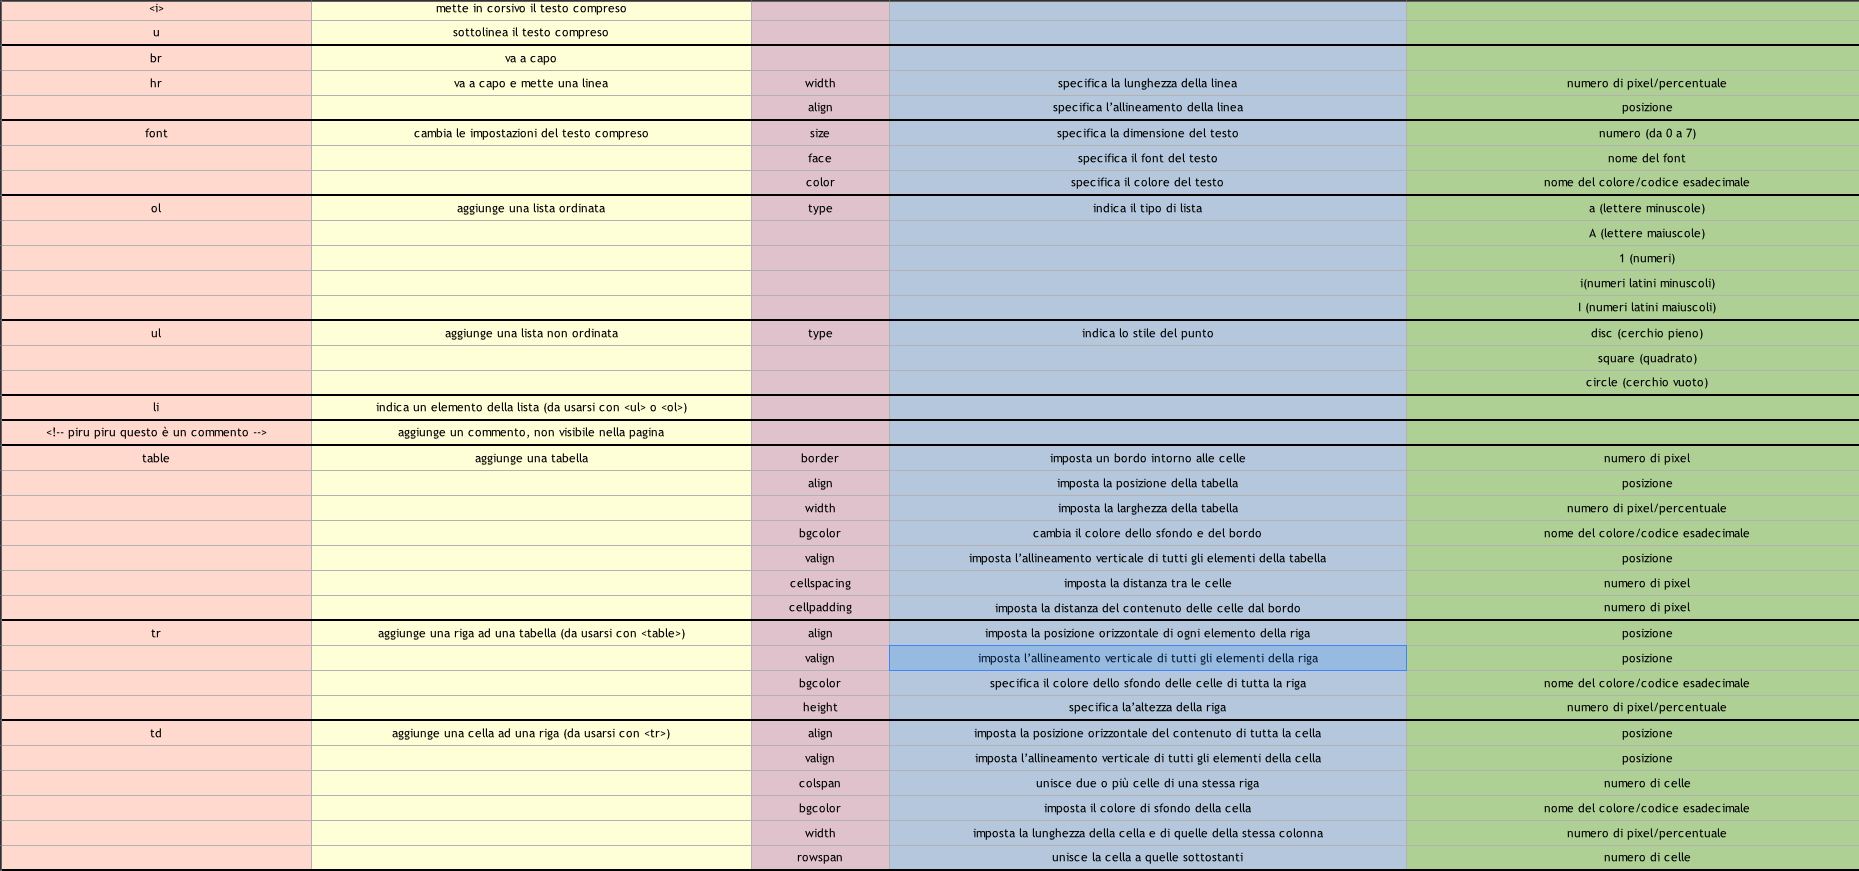 <i> mette in corsivo il testo compreso
u sottolinea il testo compreso
br va a capo
hr va a capo e mette una linea width specifica la lunghezza della linea numero di pixel/percentuale
align specifica l'allineamento della linea posizione
font cambia le impostazioni del testo compreso size specifica la dimensione del testo numero (da 0 a 7)
face specifica il font del testo nome del font
color specifica il colore del testo nome del colore/codice esadecimale
ol aggiunge una lista ordinata type indica il tipo di lista a (lettere minuscole)
A (lettere maiuscole)
1 (numeri)
i(numeri latini minuscoli)
I (numeri latini maiuscoli)
ul aggiunge una lista non ordinata type indica lo stile del punto disc (cerchio pieno)
square (quadrato)
circle (cerchio vuoto)
li indica un elemento della lista (da usarsi con <ul> o <ol>)
<!-- piru piru questo è un commento --> aggiunge un commento, non visibile nella pagina
table aggiunge una tabella border imposta un bordo intorno alle celle numero di pixel
align imposta la posizione della tabella posizione
width imposta la larghezza della tabella numero di pixel/percentuale
bgcolor cambia il colore dello sfondo e del bordo nome del colore/codice esadecimale
valign imposta l'allineamento verticale di tutti gli elementi della tabella posizione
cellspacing imposta la distanza tra le celle numero di pixel
cellpadding imposta la distanza del contenuto delle celle dal bordo numero di pixel
tr aggiunge una riga ad una tabella (da usarsi con <table>) align imposta la posizione orizzontale di ogni elemento della riga posizione
valign imposta l'allineamento verticale di tutti gli elementi della riga posizione
bgcolor specifica il colore dello sfondo delle celle di tutta la riga nome del colore/codice esadecimale
height specifica la'altezza della riga numero di pixel/percentuale
td aggiunge una cella ad una riga (da usarsi con <tr>) align imposta la posizione orizzontale del contenuto di tutta la cella posizione
valign imposta l'allineamento verticale di tutti gli elementi della cella posizione
colspan unisce due o più celle di una stessa riga numero di celle
bgcolor imposta il colore di sfondo della cella nome del colore/codice esadecimale
width imposta la lunghezza della cella e di quelle della stessa colonna numero di pixel/percentuale
rowspan unisce la cella a quelle sottostanti numero di celle